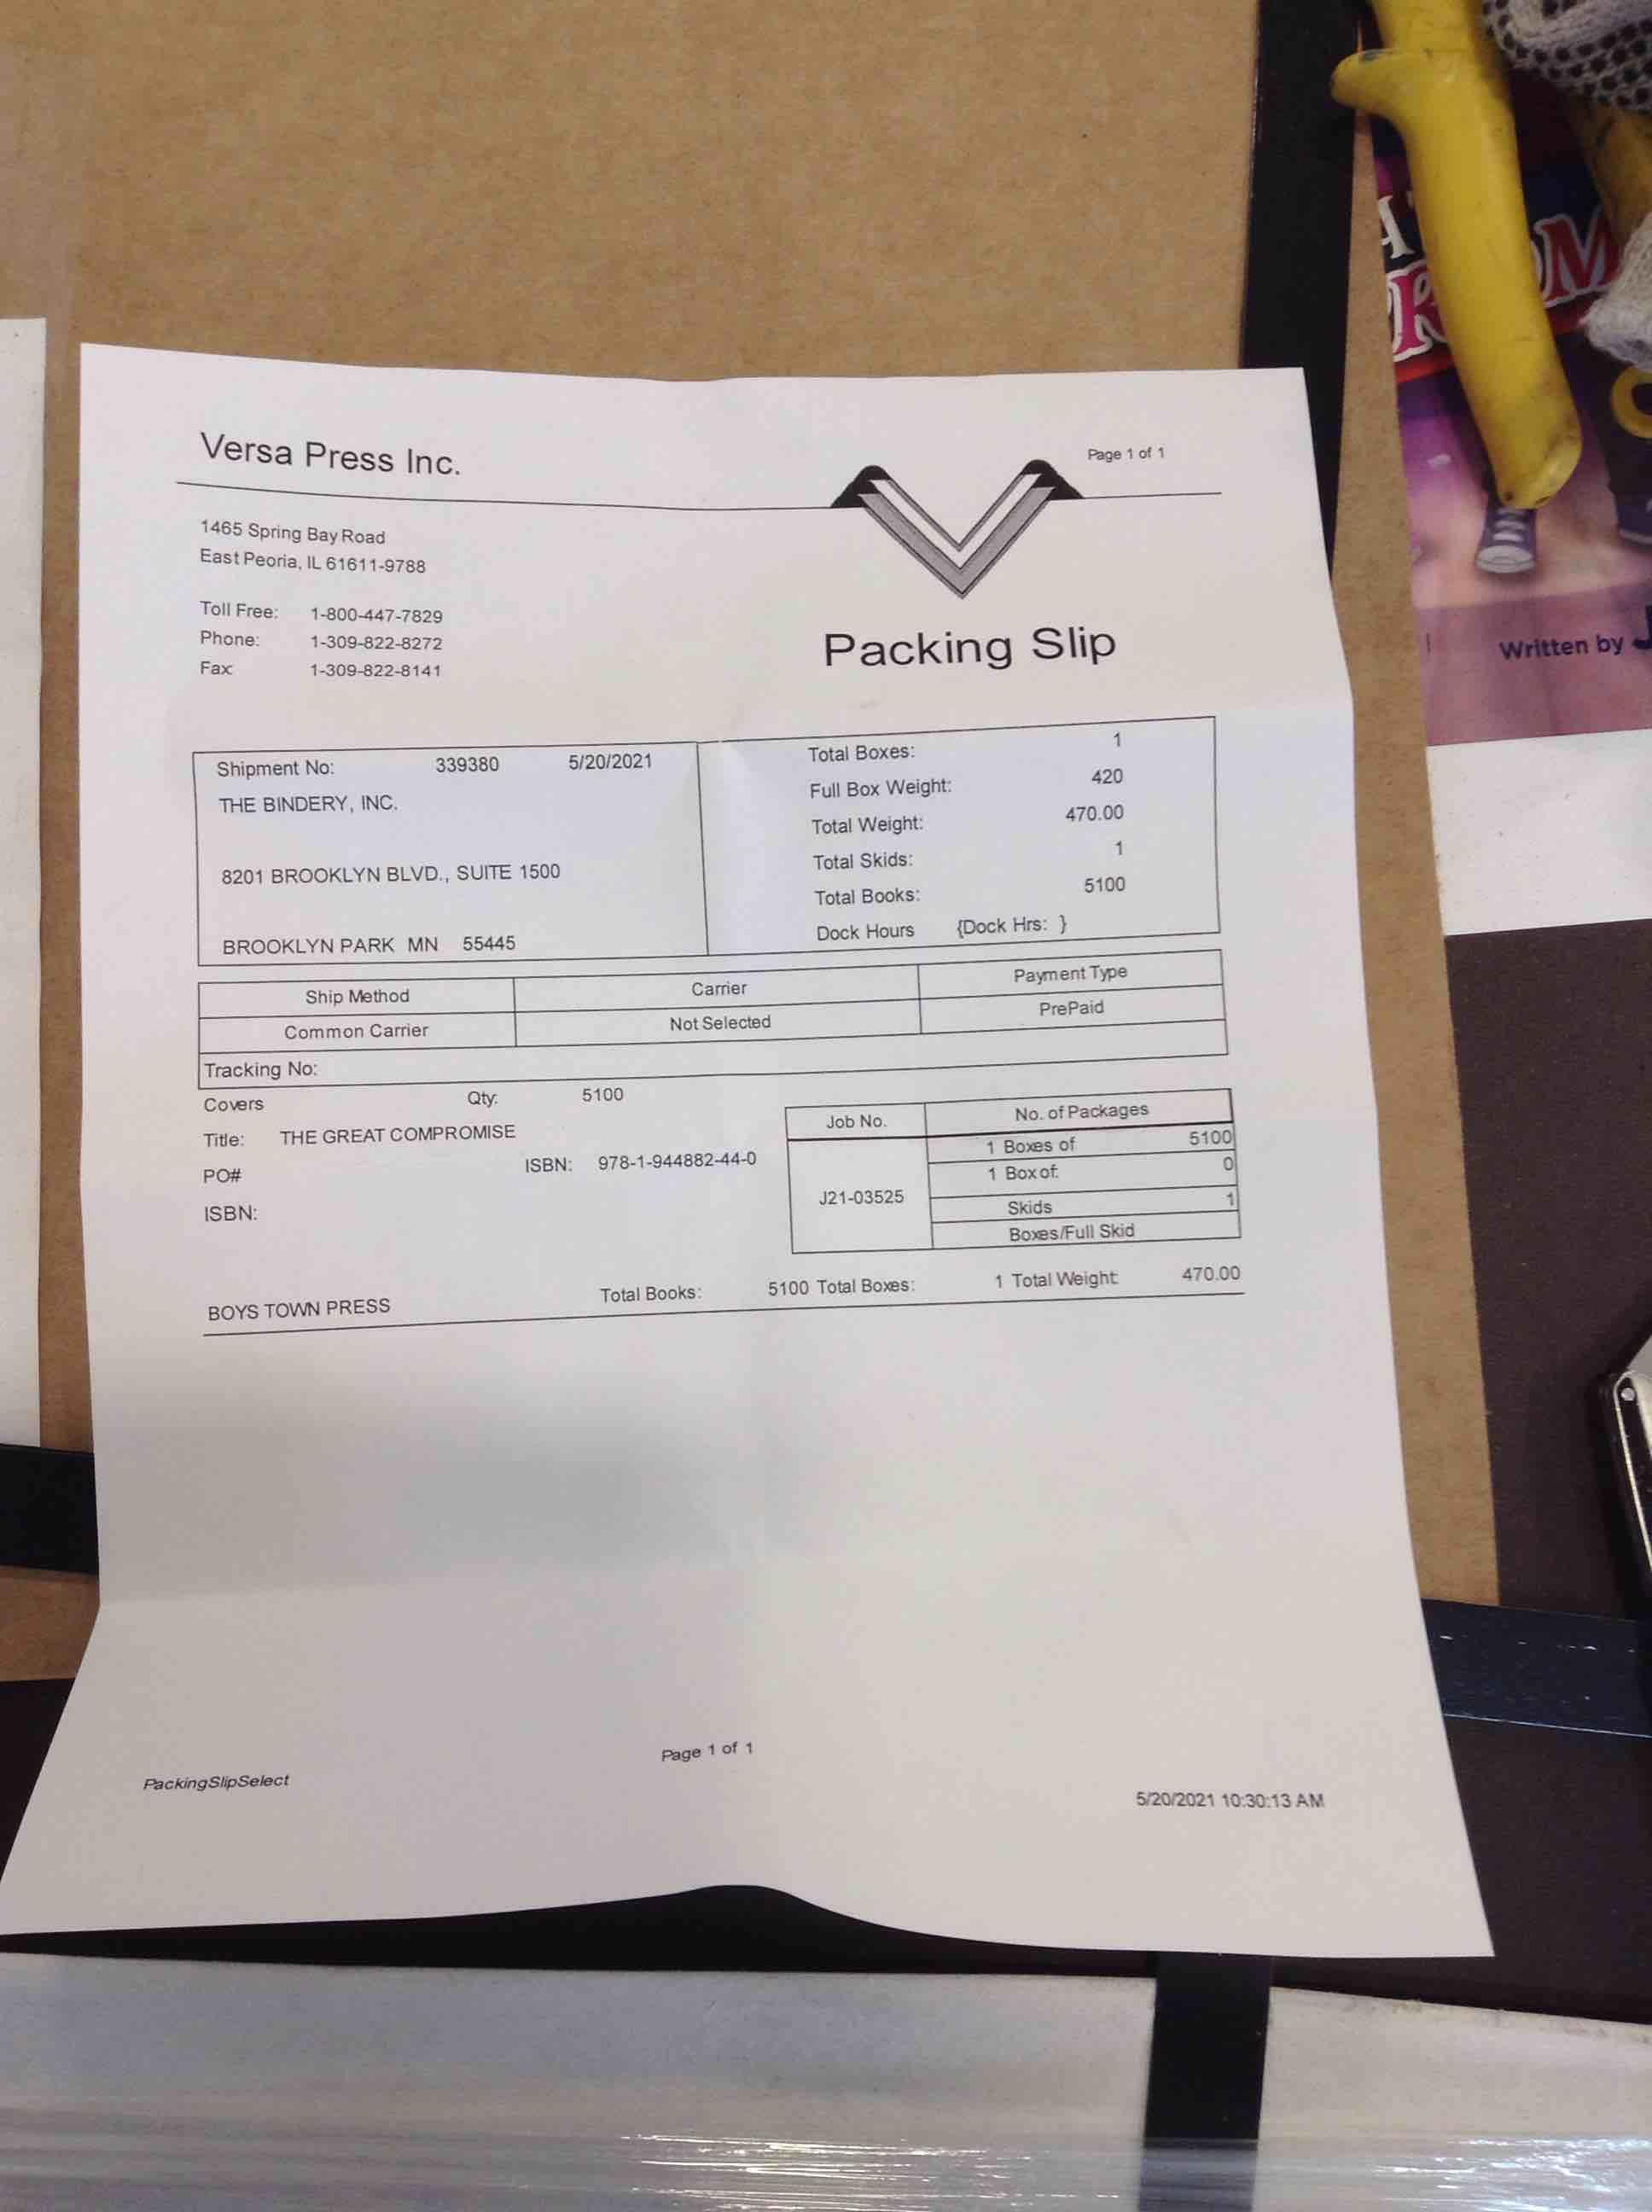 Versa Press Inc.
Page 1 of 1
1465 Spring Bay Road
East Peoria, IL 61611-9788
Toll Free: 1-800-447-7829
Phone: 1-309-822-8272
Fax: 1-309-822-8141
Packing Slip
Shipment No: 339380 5/20/2021
THE BINDERY, INC.
8201 BROOKLYN BLVD., SUITE 1500
BROOKLYN PARK MN 55445
Total Boxes: 1
Full Box Weight: 420
Total Weight: 470.00
Total Skids: 1
Total Books: 5100
Dock Hours {Dock Hrs: }
Ship Method Carrier Payment Type
Common Carrier Not Selected PrePaid
Tracking No:
Covers Qty: 5100
Title: THE GREAT COMPROMISE
PO# ISBN: 978-1-944882-44-0
ISBN:
Job No. No. of Packages
J21-03525
1 Boxes of 5100
1 Box of: 0
Skids 1
Boxes/Full Skid
BOYS TOWN PRESS Total Books: 5100 Total Boxes: 1 Total Weight: 470.00
Page 1 of 1
PackingSlipSelect
5/20/2021 10:30:13 AM
Written by